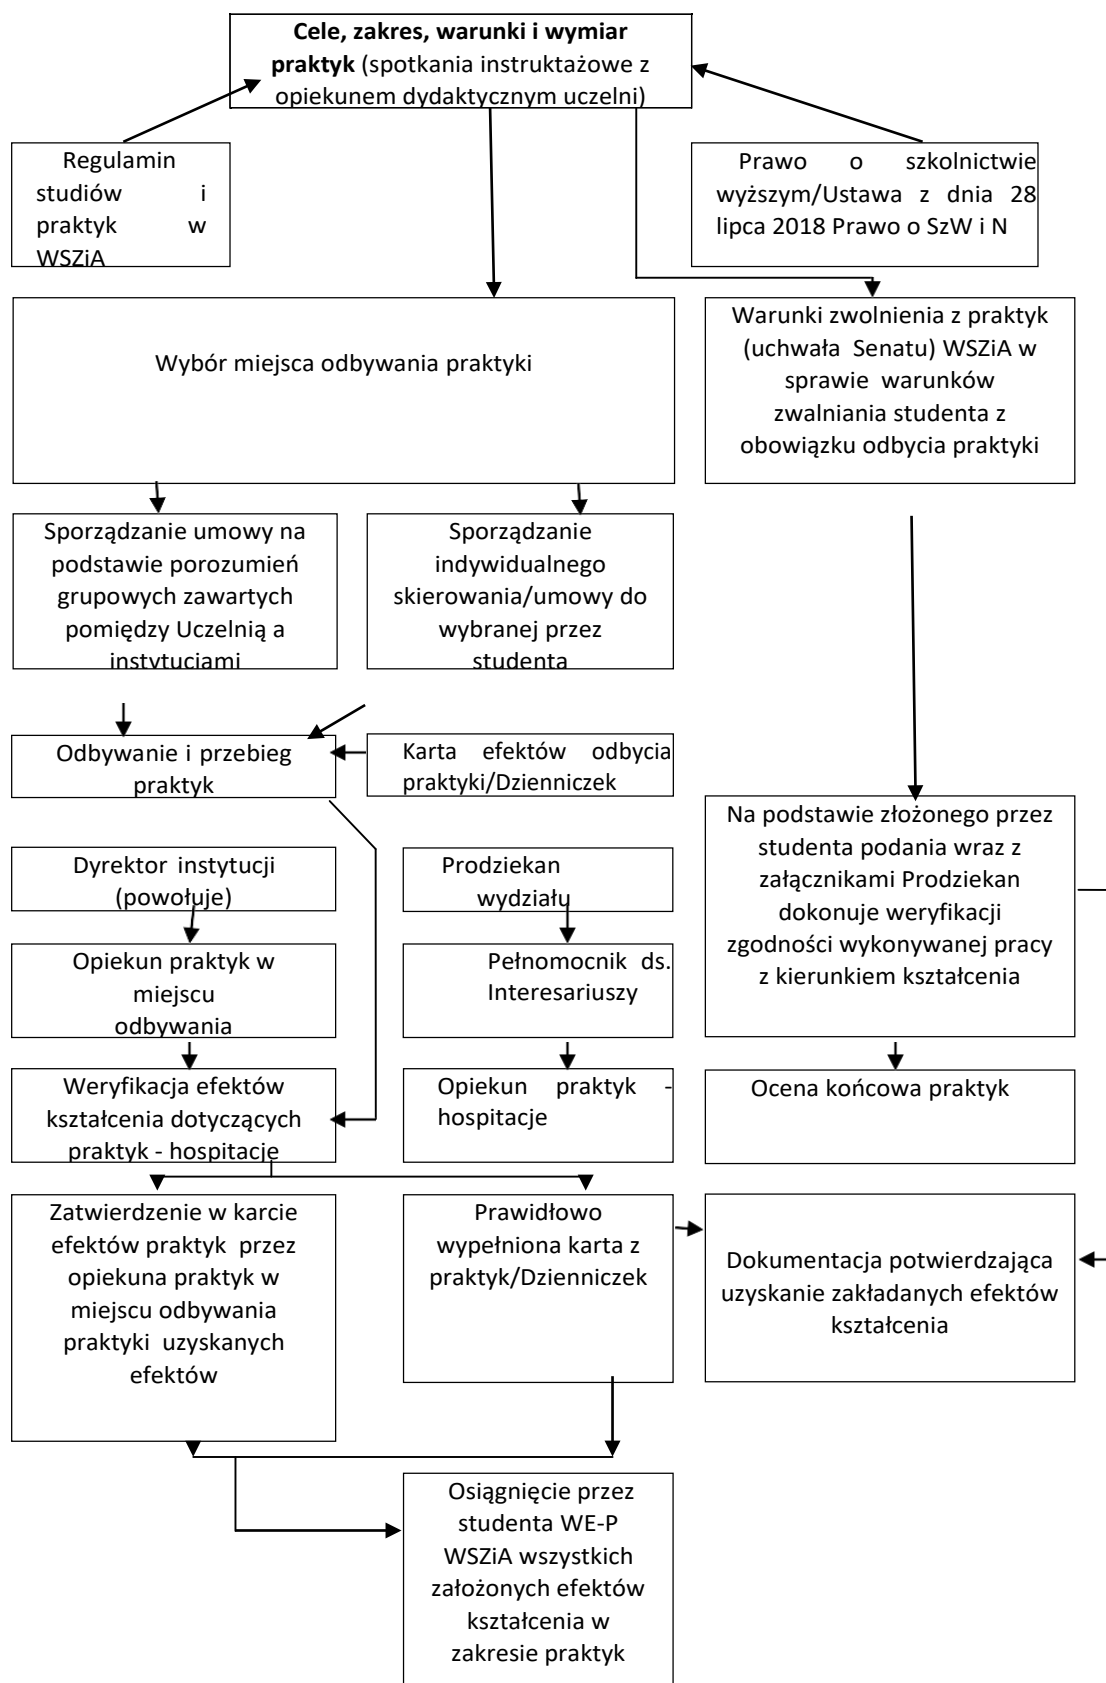 Cele, zakres, warunki i wymiar
praktyk (spotkania instruktażowe z
opiekunem dydaktycznym uczelni)
Regulamin
studiów i
praktyk w
WSZiA
Prawo o szkolnictwie
wyższym/Ustawa z dnia 28
lipca 2018 Prawo o SzW i N
Wybór miejsca odbywania praktyki
Warunki zwolnienia z praktyk
(uchwała Senatu) WSZiA w
sprawie warunków
zwalniania studenta z
obowiązku odbycia praktyki
Sporządzanie umowy na
podstawie porozumień
grupowych zawartych
pomiędzy Uczelnią a
instytucjami
Sporządzanie
indywidualnego
skierowania/umowy do
wybranej przez
studenta
Odbywanie i przebieg
praktyk
Karta efektów odbycia
praktyki/Dzienniczek
Na podstawie złożonego przez
studenta podania wraz z
załącznikami Prodziekan
dokonuje weryfikacji
zgodności wykonywanej pracy
z kierunkiem kształcenia
Dyrektor instytucji
(powołuje)
Prodziekan
wydziału
Opiekun praktyk w
miejscu
odbywania
Pełnomocnik ds.
Interesariuszy
Weryfikacja efektów
kształcenia dotyczących
praktyk - hospitacje
Opiekun praktyk -
hospitacje
Ocena końcowa praktyk
Zatwierdzenie w karcie
efektów praktyk przez
opiekuna praktyk w
miejscu odbywania
praktyki uzyskanych
efektów
Prawidłowo
wypełniona karta z
praktyk/Dzienniczek
Dokumentacja potwierdzająca
uzyskanie zakładanych efektów
kształcenia
Osiągnięcie przez
studenta WE-P
WSZiA wszystkich
założonych efektów
kształcenia w
zakresie praktyk